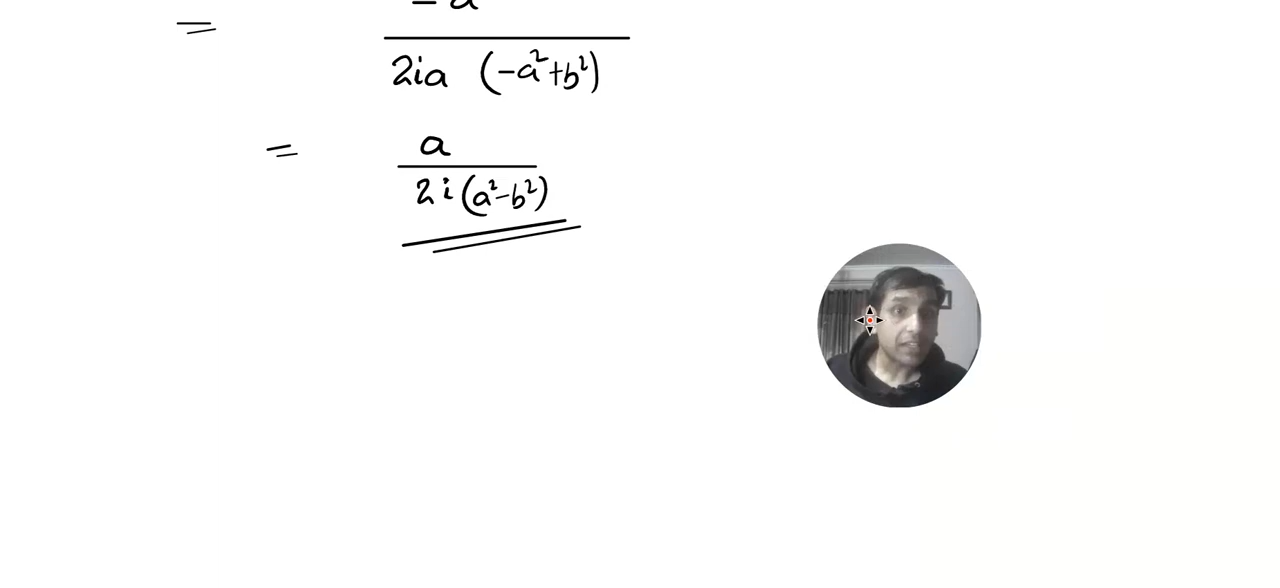 = -a
2ia (-a²+b²)
= a
2i(a²-b²)